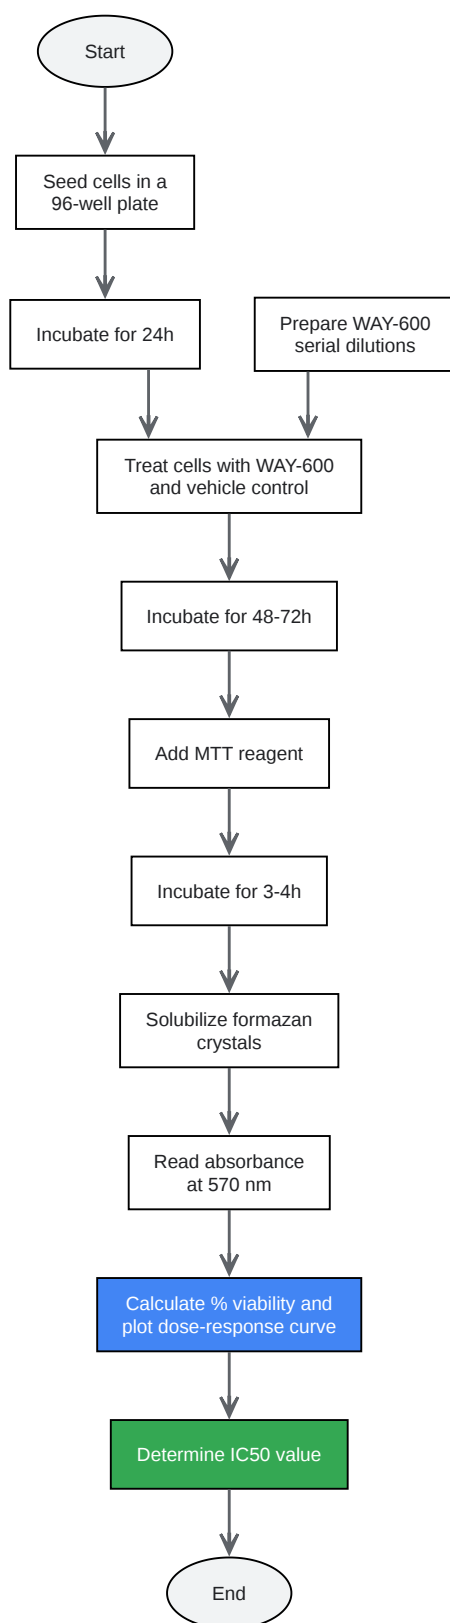 Start
Seed cells in a
96-well plate
Incubate for 24h
Prepare WAY-600
serial dilutions
Treat cells with WAY-600
and vehicle control
Incubate for 48-72h
Add MTT reagent
Incubate for 3-4h
Solubilize formazan
crystals
Read absorbance
at 570 nm
Calculate % viability and
plot dose-response curve
Determine IC50 value
End